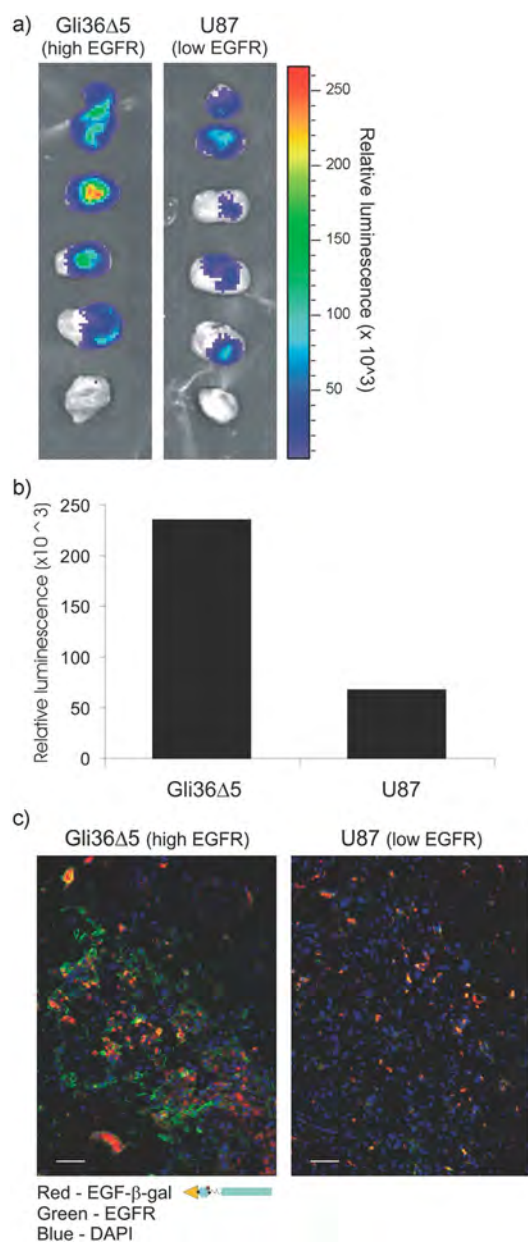 a)
Gli36Δ5
(high EGFR)
U87
(low EGFR)
250
200
150
100
50
Relative luminescence (x 10^3)
b)
Relative luminescence (x10 ^ 3)
250
200
150
100
50
0
Gli36Δ5
U87
c)
Gli36Δ5 (high EGFR)
U87 (low EGFR)
Red - EGF-β-gal
Green - EGFR
Blue - DAPI